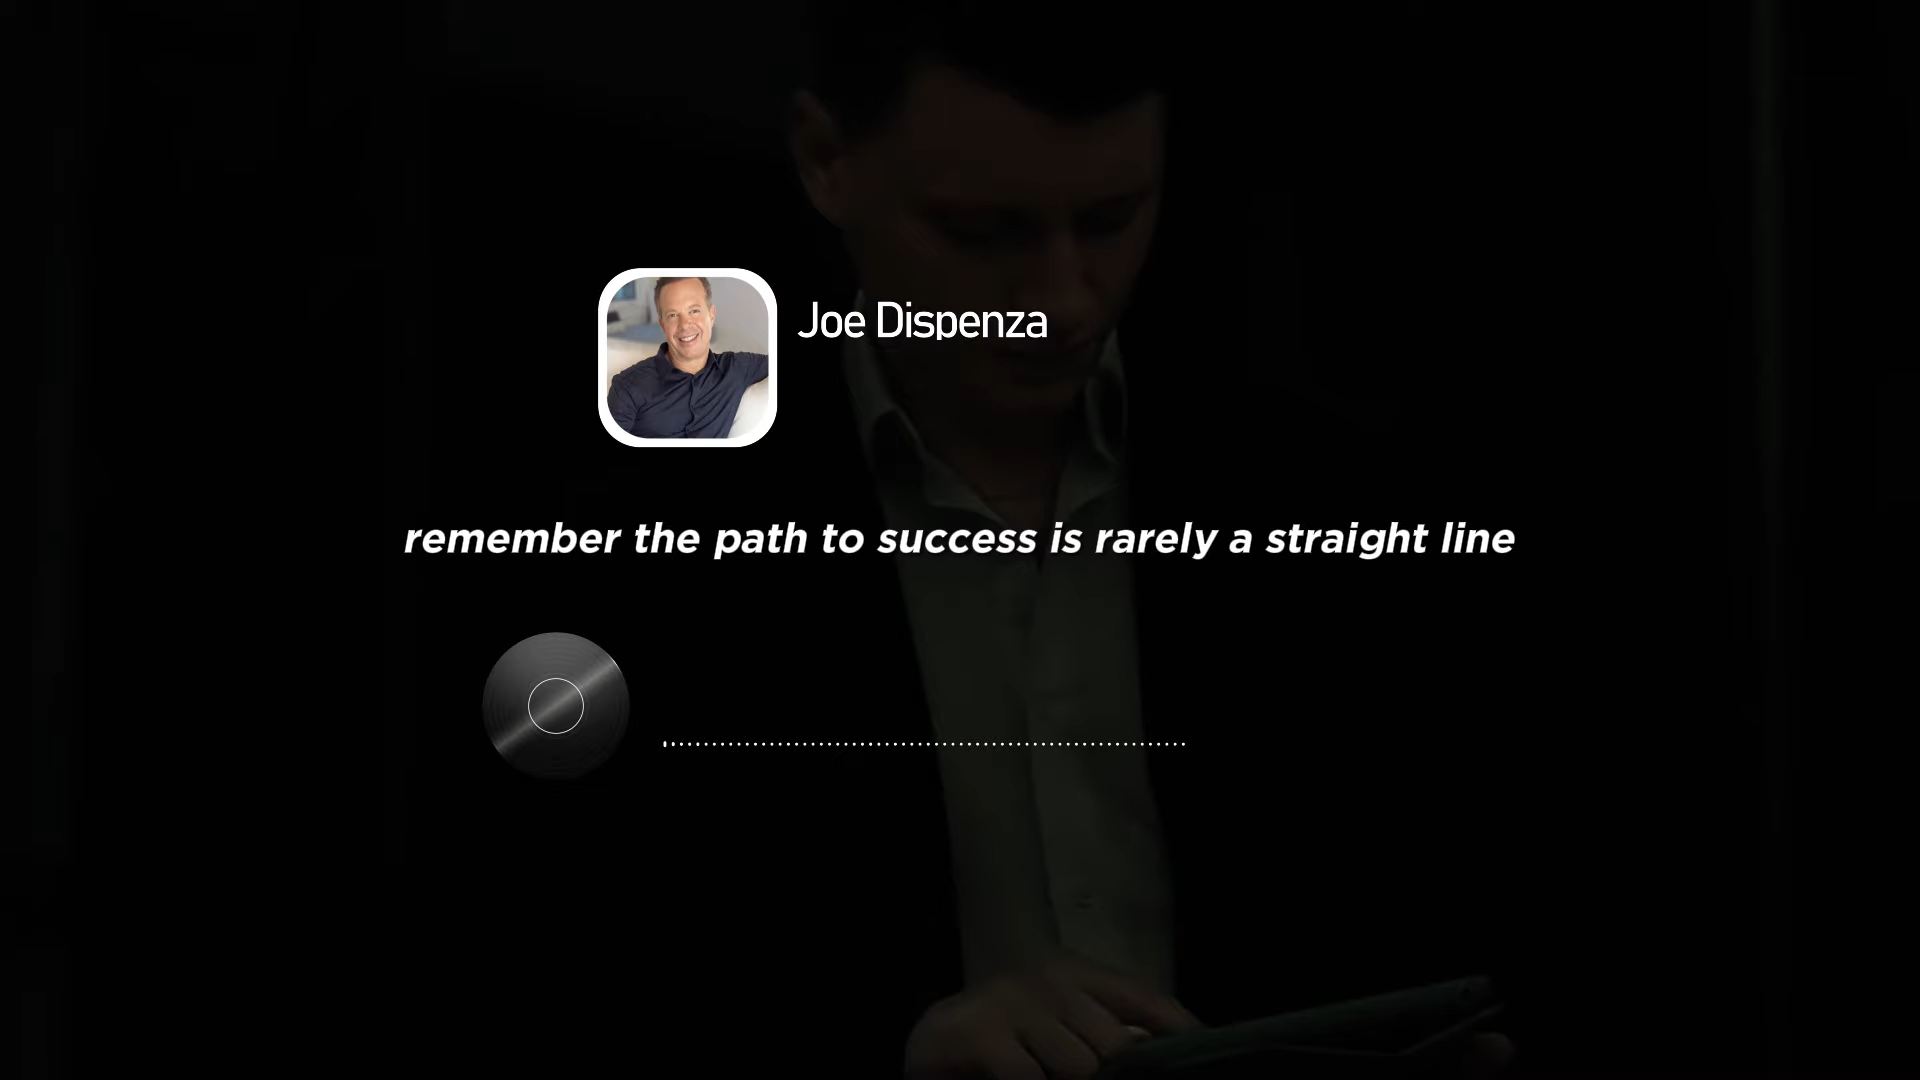 Joe Dispenza
remember the path to success is rarely a straight line